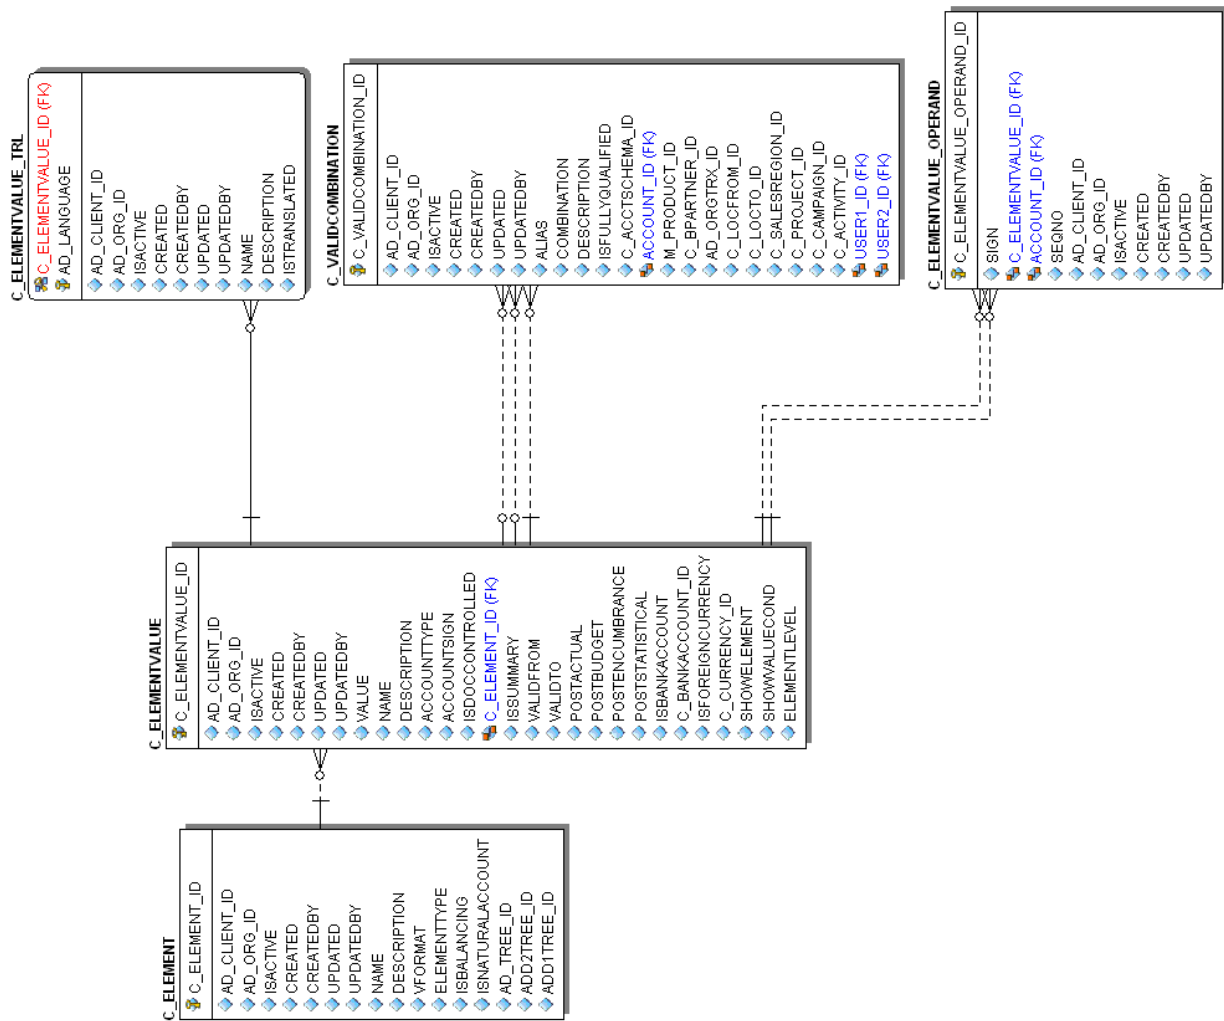 C_ELEMENT
C_ELEMENT_ID
AD_CLIENT_ID
AD_ORG_ID
ISACTIVE
CREATED
CREATEDBY
UPDATED
UPDATEDBY
NAME
DESCRIPTION
VFORMAT
ELEMENTTYPE
ISBALANCING
ISNATURALACCOUNT
AD_TREE_ID
ADD2TREE_ID
ADD1TREE_ID
C_ELEMENTVALUE
C_ELEMENTVALUE_ID
AD_CLIENT_ID
AD_ORG_ID
ISACTIVE
CREATED
CREATEDBY
UPDATED
UPDATEDBY
VALUE
NAME
DESCRIPTION
ACCOUNTTYPE
ACCOUNTSIGN
ISDOCCONTROLLED
C_ELEMENT_ID (FK)
ISSUMMARY
VALIDFROM
VALIDTO
POSTACTUAL
POSTBUDGET
POSTENCUMBRANCE
POSTSTATISTICAL
ISBANKACCOUNT
C_BANKACCOUNT_ID
ISFOREIGNCURRENCY
C_CURRENCY_ID
SHOWELEMENT
SHOWVALUECOND
ELEMENTLEVEL
C_ELEMENTVALUE_TRL
C_ELEMENTVALUE_ID (FK)
AD_LANGUAGE
AD_CLIENT_ID
AD_ORG_ID
ISACTIVE
CREATED
CREATEDBY
UPDATED
UPDATEDBY
NAME
DESCRIPTION
ISTRANSLATED
C_VALIDCOMBINATION
C_VALIDCOMBINATION_ID
AD_CLIENT_ID
AD_ORG_ID
ISACTIVE
CREATED
CREATEDBY
UPDATED
UPDATEDBY
ALIAS
COMBINATION
DESCRIPTION
ISFULLYQUALIFIED
C_ACCTSCHEMA_ID
ACCOUNT_ID (FK)
M_PRODUCT_ID
C_BPARTNER_ID
AD_ORGTRX_ID
C_LOCFROM_ID
C_LOCTO_ID
C_SALESREGION_ID
C_PROJECT_ID
C_CAMPAIGN_ID
C_ACTIVITY_ID
USER1_ID (FK)
USER2_ID (FK)
C_ELEMENTVALUE_OPERAND
C_ELEMENTVALUE_OPERAND_ID
SIGN
C_ELEMENTVALUE_ID (FK)
ACCOUNT_ID (FK)
SEQNO
AD_CLIENT_ID
AD_ORG_ID
ISACTIVE
CREATED
CREATEDBY
UPDATED
UPDATEDBY